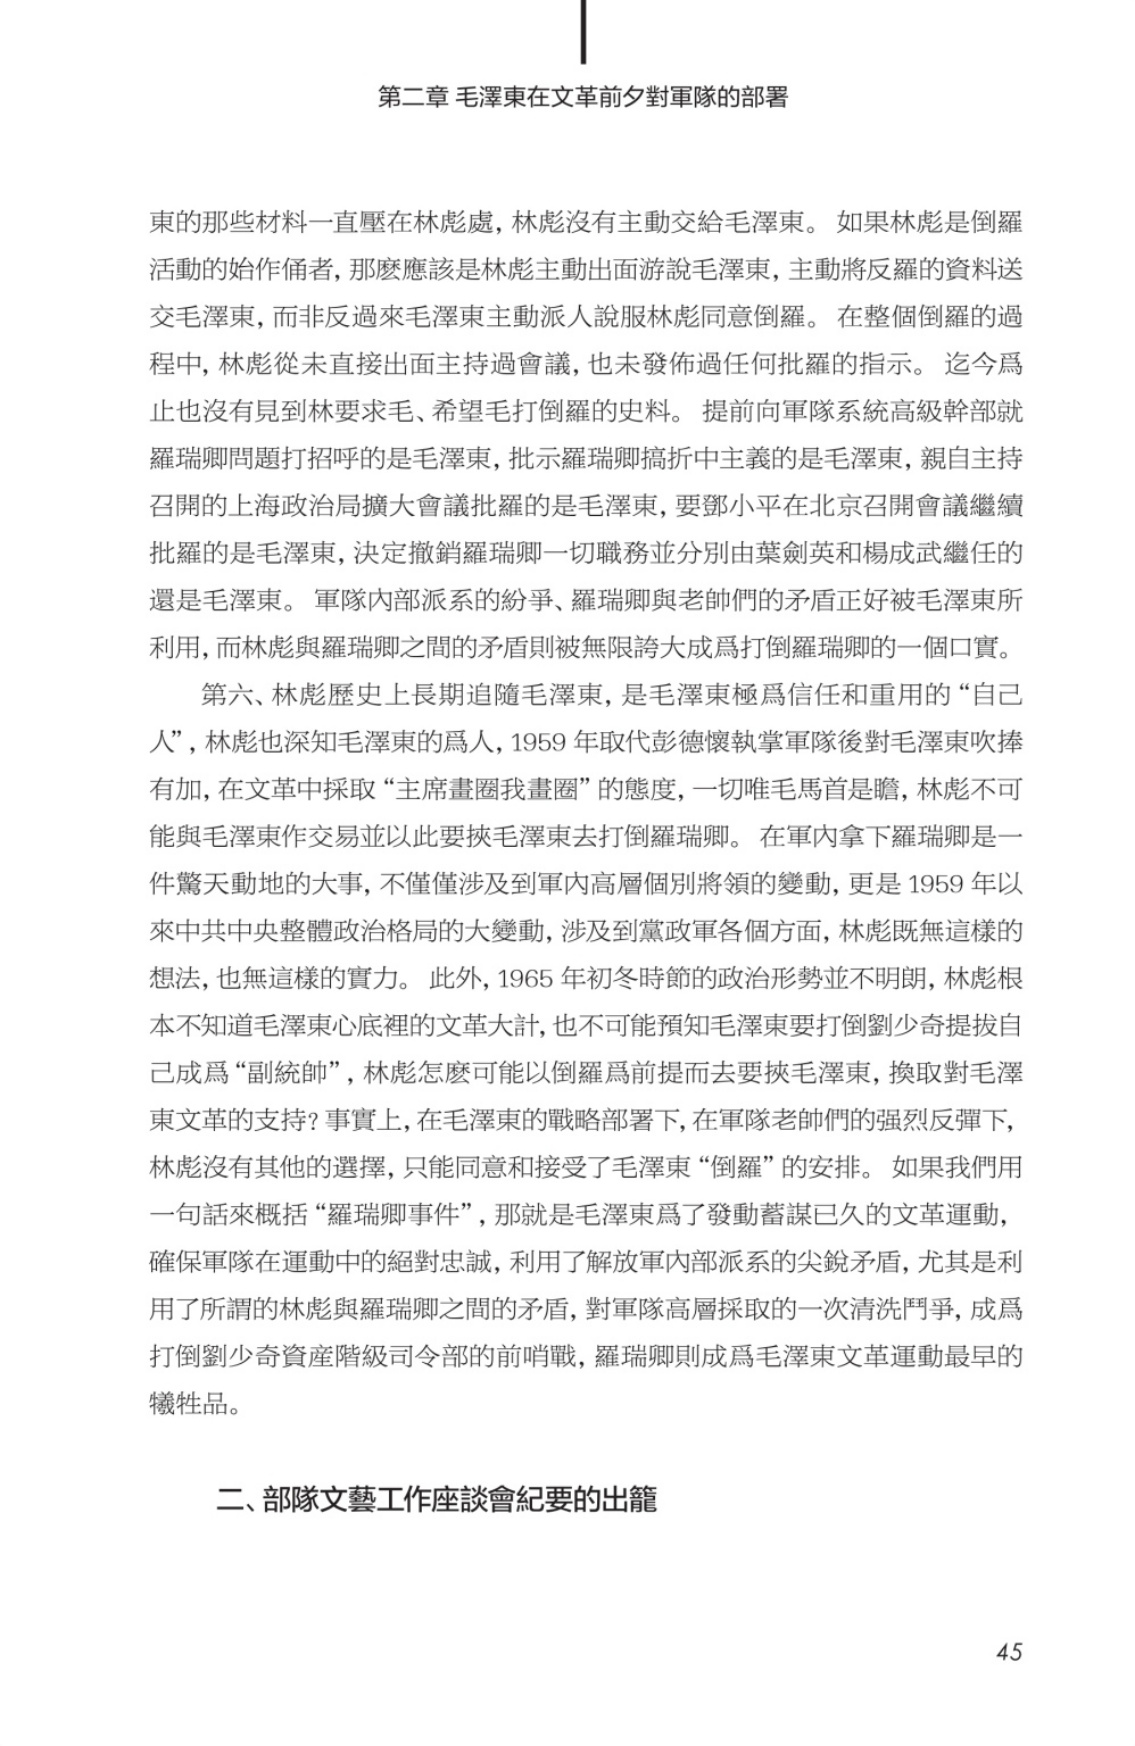 第二章 毛澤東在文革前夕對軍隊的部署
東的那些材料一直壓在林彪處, 林彪沒有主動交給毛澤東。 如果林彪是倒羅
活動的始作俑者, 那麽應該是林彪主動出面游說毛澤東, 主動將反羅的資料送
交毛澤東, 而非反過來毛澤東主動派人說服林彪同意倒羅。 在整個倒羅的過
程中, 林彪從未直接出面主持過會議, 也未發佈過任何批羅的指示。 迄今爲
止也沒有見到林要求毛、希望毛打倒羅的史料。 提前向軍隊系統高級幹部就
羅瑞卿問題打招呼的是毛澤東, 批示羅瑞卿搞折中主義的是毛澤東, 親自主持
召開的上海政治局擴大會議批羅的是毛澤東, 要鄧小平在北京召開會議繼續
批羅的是毛澤東, 決定撤銷羅瑞卿一切職務並分別由葉劍英和楊成武繼任的
還是毛澤東。 軍隊內部派系的紛爭、羅瑞卿與老帥們的矛盾正好被毛澤東所
利用, 而林彪與羅瑞卿之間的矛盾則被無限誇大成爲打倒羅瑞卿的一個口實。
第六、林彪歷史上長期追隨毛澤東, 是毛澤東極爲信任和重用的 “自己
人”, 林彪也深知毛澤東的爲人, 1959 年取代彭德懷執掌軍隊後對毛澤東吹捧
有加, 在文革中採取 “主席畫圈我畫圈” 的態度, 一切唯毛馬首是瞻, 林彪不可
能與毛澤東作交易並以此要挾毛澤東去打倒羅瑞卿。 在軍內拿下羅瑞卿是一
件驚天動地的大事, 不僅僅涉及到軍內高層個別將領的變動, 更是 1959 年以
來中共中央整體政治格局的大變動, 涉及到黨政軍各個方面, 林彪既無這樣的
想法, 也無這樣的實力。 此外, 1965 年初冬時節的政治形勢並不明朗, 林彪根
本不知道毛澤東心底裡的文革大計, 也不可能預知毛澤東要打倒劉少奇提拔自
己成爲 “副統帥”, 林彪怎麽可能以倒羅爲前提而去要挾毛澤東, 換取對毛澤
東文革的支持? 事實上, 在毛澤東的戰略部署下, 在軍隊老帥們的强烈反彈下,
林彪沒有其他的選擇, 只能同意和接受了毛澤東 “倒羅” 的安排。 如果我們用
一句話來概括 “羅瑞卿事件”, 那就是毛澤東爲了發動蓄謀已久的文革運動,
確保軍隊在運動中的絕對忠誠, 利用了解放軍內部派系的尖銳矛盾, 尤其是利
用了所謂的林彪與羅瑞卿之間的矛盾, 對軍隊高層採取的一次清洗鬥爭, 成爲
打倒劉少奇資産階級司令部的前哨戰, 羅瑞卿則成爲毛澤東文革運動最早的
犧牲品。
二、部隊文藝工作座談會紀要的出籠
45